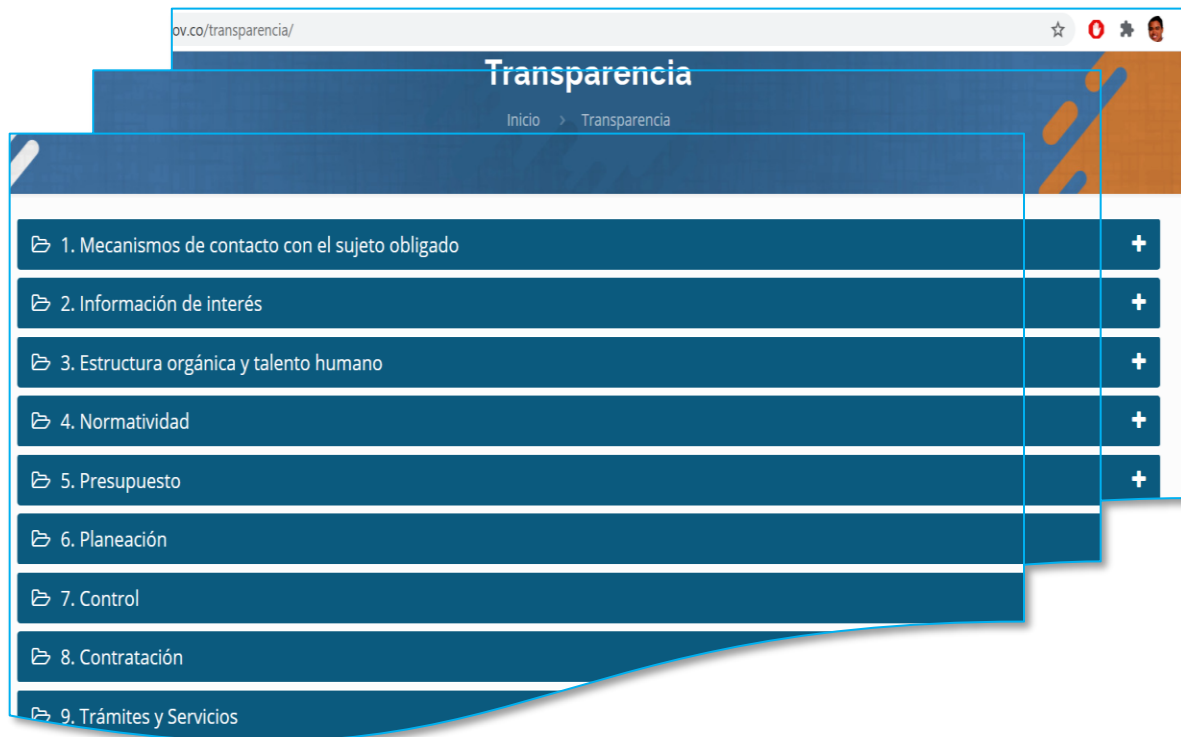 ov.co/transparencia/
Transparencia
Inicio > Transparencia
1. Mecanismos de contacto con el sujeto obligado
2. Información de interés
3. Estructura orgánica y talento humano
4. Normatividad
5. Presupuesto
6. Planeación
7. Control
8. Contratación
9. Trámites y Servicios